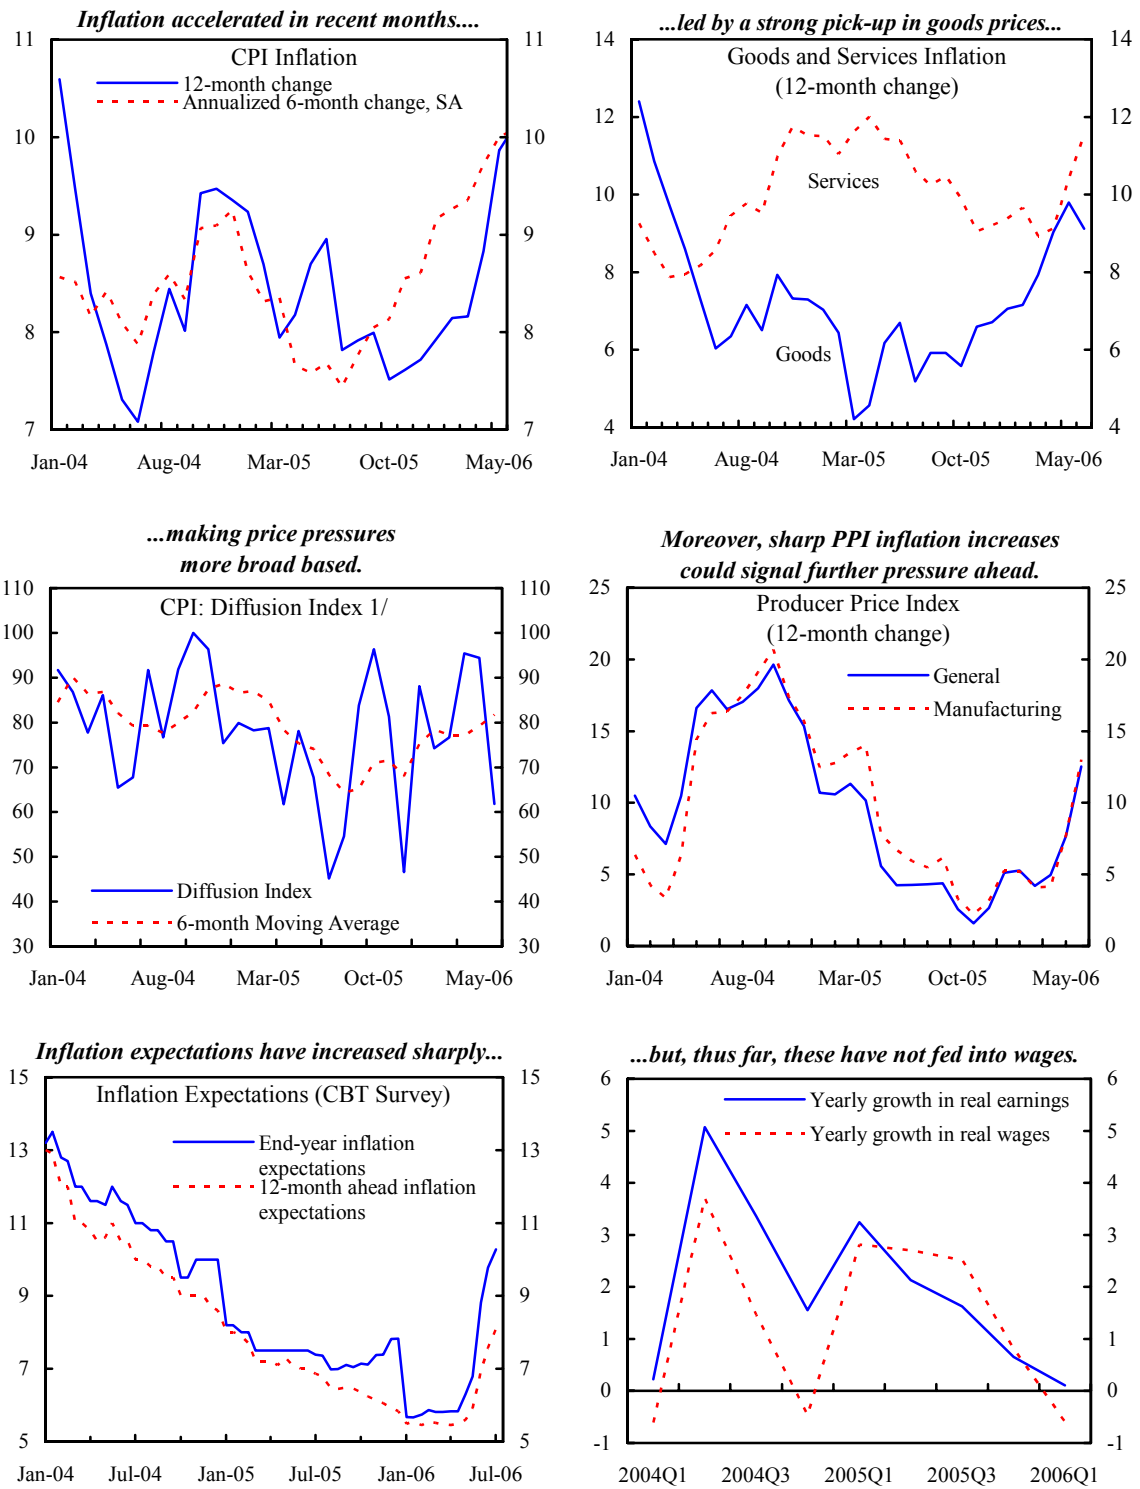 Inflation accelerated in recent months....
CPI Inflation
12-month change
Annualized 6-month change, SA
11
10
9
8
7
11
10
9
8
7
Jan-04
Aug-04
Mar-05
Oct-05
May-06
...led by a strong pick-up in goods prices...
Goods and Services Inflation
(12-month change)
Services
Goods
14
12
10
8
6
4
14
12
10
8
6
4
Jan-04
Aug-04
Mar-05
Oct-05
May-06
...making price pressures
more broad based.
CPI: Diffusion Index 1/
Diffusion Index
6-month Moving Average
110
100
90
80
70
60
50
40
30
110
100
90
80
70
60
50
40
30
Jan-04
Aug-04
Mar-05
Oct-05
May-06
Moreover, sharp PPI inflation increases
could signal further pressure ahead.
Producer Price Index
(12-month change)
General
Manufacturing
25
20
15
10
5
0
25
20
15
10
5
0
Jan-04
Aug-04
Mar-05
Oct-05
May-06
Inflation expectations have increased sharply...
Inflation Expectations (CBT Survey)
End-year inflation
expectations
12-month ahead inflation
expectations
15
13
11
9
7
5
15
13
11
9
7
5
Jan-04
Jul-04
Jan-05
Jul-05
Jan-06
Jul-06
...but, thus far, these have not fed into wages.
Yearly growth in real earnings
Yearly growth in real wages
6
5
4
3
2
1
0
-1
6
5
4
3
2
1
0
-1
2004Q1
2004Q3
2005Q1
2005Q3
2006Q1